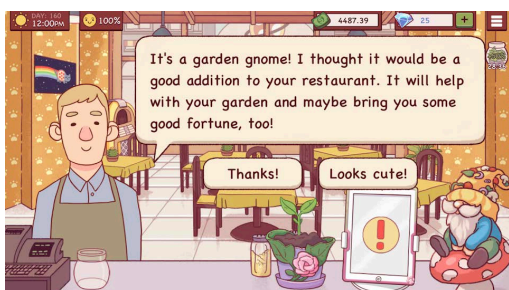 DAY: 160
12:00PM
100%
4487.39
25
+
It's a garden gnome! I thought it would be a
good addition to your restaurant. It will help
with your garden and maybe bring you some
good fortune, too!
Thanks!
Looks cute!
!